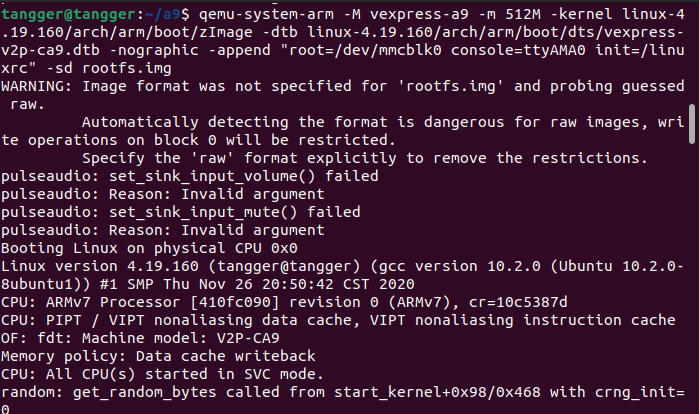 tangger@tangger:~/a9$ qemu-system-arm -M vexpress-a9 -m 512M -kernel linux-4
.19.160/arch/arm/boot/zImage -dtb linux-4.19.160/arch/arm/boot/dts/vexpress-
v2p-ca9.dtb -nographic -append "root=/dev/mmcblk0 console=ttyAMA0 init=/linu
xrc" -sd rootfs.img
WARNING: Image format was not specified for 'rootfs.img' and probing guessed
 raw.
         Automatically detecting the format is dangerous for raw images, wri
te operations on block 0 will be restricted.
         Specify the 'raw' format explicitly to remove the restrictions.
pulseaudio: set_sink_input_volume() failed
pulseaudio: Reason: Invalid argument
pulseaudio: set_sink_input_mute() failed
pulseaudio: Reason: Invalid argument
Booting Linux on physical CPU 0x0
Linux version 4.19.160 (tangger@tangger) (gcc version 10.2.0 (Ubuntu 10.2.0-
8ubuntu1)) #1 SMP Thu Nov 26 20:50:42 CST 2020
CPU: ARMv7 Processor [410fc090] revision 0 (ARMv7), cr=10c5387d
CPU: PIPT / VIPT nonaliasing data cache, VIPT nonaliasing instruction cache
OF: fdt: Machine model: V2P-CA9
Memory policy: Data cache writeback
CPU: All CPU(s) started in SVC mode.
random: get_random_bytes called from start_kernel+0x98/0x468 with crng_init=
0